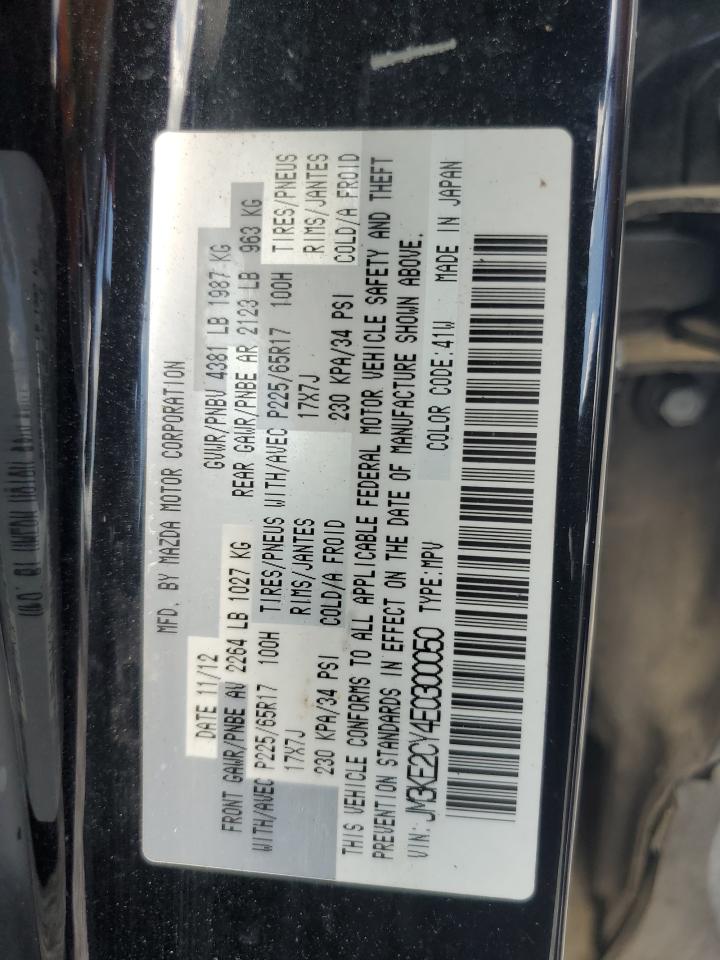 MFD. BY MAZDA MOTOR CORPORATION
DATE 11/12 GVWR/PNBV 4381 LB 1987 KG
FRONT GAWR/PNBE AV 2264 LB 1027 KG REAR GAWR/PNBE AR 2123 LB 963 KG
WITH/AVEC P225/65R17 100H TIRES/PNEUS WITH/AVEC P225/65R17 100H TIRES/PNEUS
17X7J RIMS/JANTES 17X7J RIMS/JANTES
230 KPA/34 PSI COLD/A FROID 230 KPA/34 PSI COLD/A FROID
THIS VEHICLE CONFORMS TO ALL APPLICABLE FEDERAL MOTOR VEHICLE SAFETY AND THEFT
PREVENTION STANDARDS IN EFFECT ON THE DATE OF MANUFACTURE SHOWN ABOVE.
VIN: JM3KE2CY4E0300050 TYPE:MPV COLOR CODE:41W MADE IN JAPAN